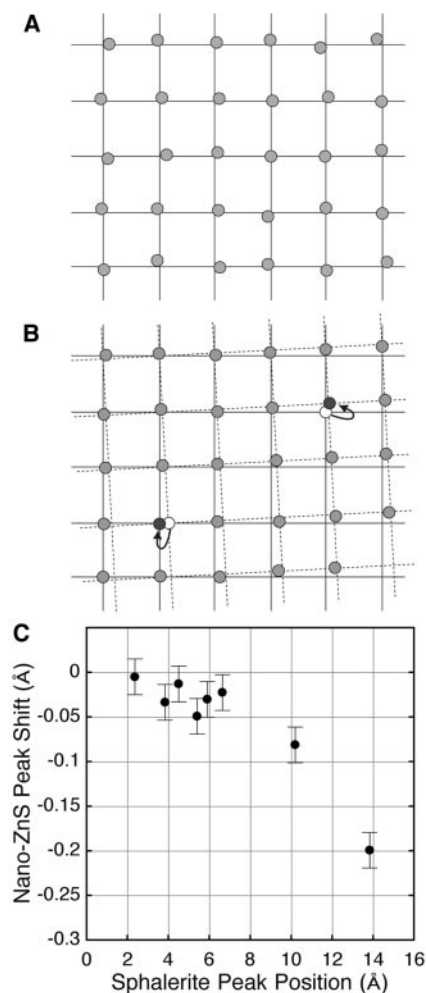 A
B
C
Nano-ZnS Peak Shift (Å)
0
-0.05
-0.1
-0.15
-0.2
-0.25
-0.3
0 2 4 6 8 10 12 14 16
Sphalerite Peak Position (Å)